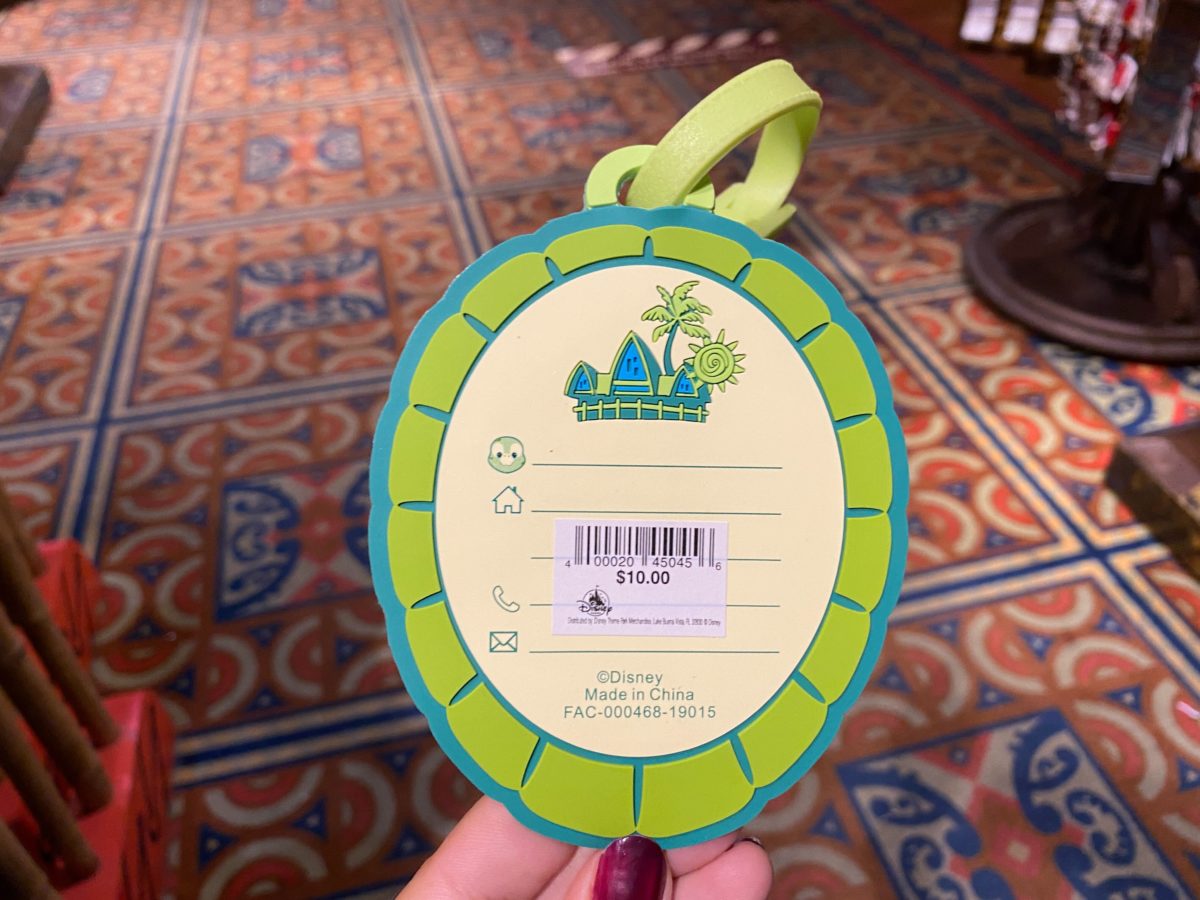 4 00020 45045 6
$10.00
Disney
Distributed by Disney Theme Park Merchandise, Lake Buena Vista, FL 32830 © Disney
©Disney
Made in China
FAC-000468-19015